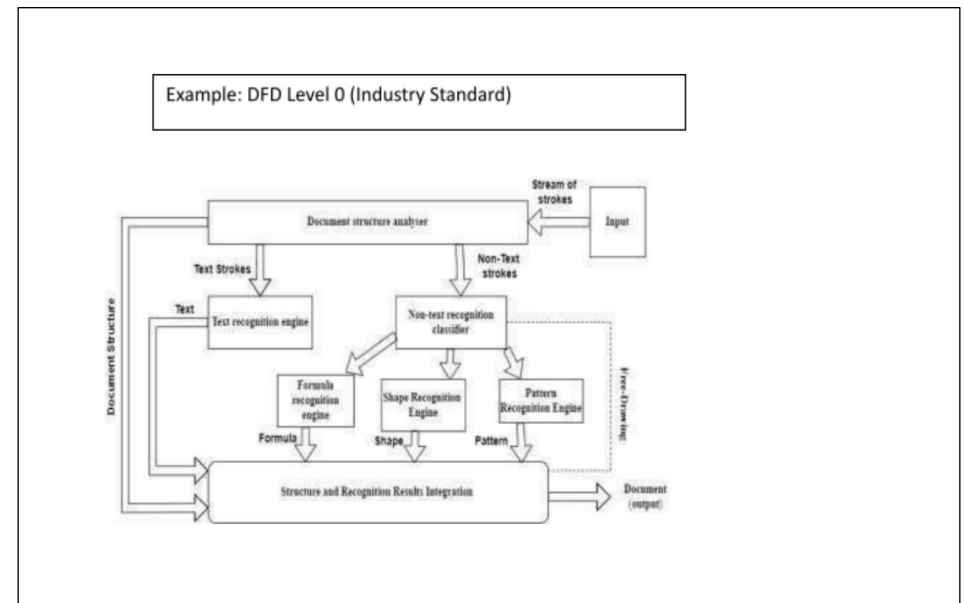 Example: DFD Level 0 (Industry Standard)
Stream of
strokes
Input
Document structure analyser
Text Strokes
Non-Text
strokes
Document Structure
Text
Text recognition engine
Non-text recognition
classifier
Free-Drawing
Formula
recognition
engine
Shape Recognition
Engine
Pattern
Recognition Engine
Formula
Shape
Pattern
Structure and Recognition Results Integration
Document
(output)